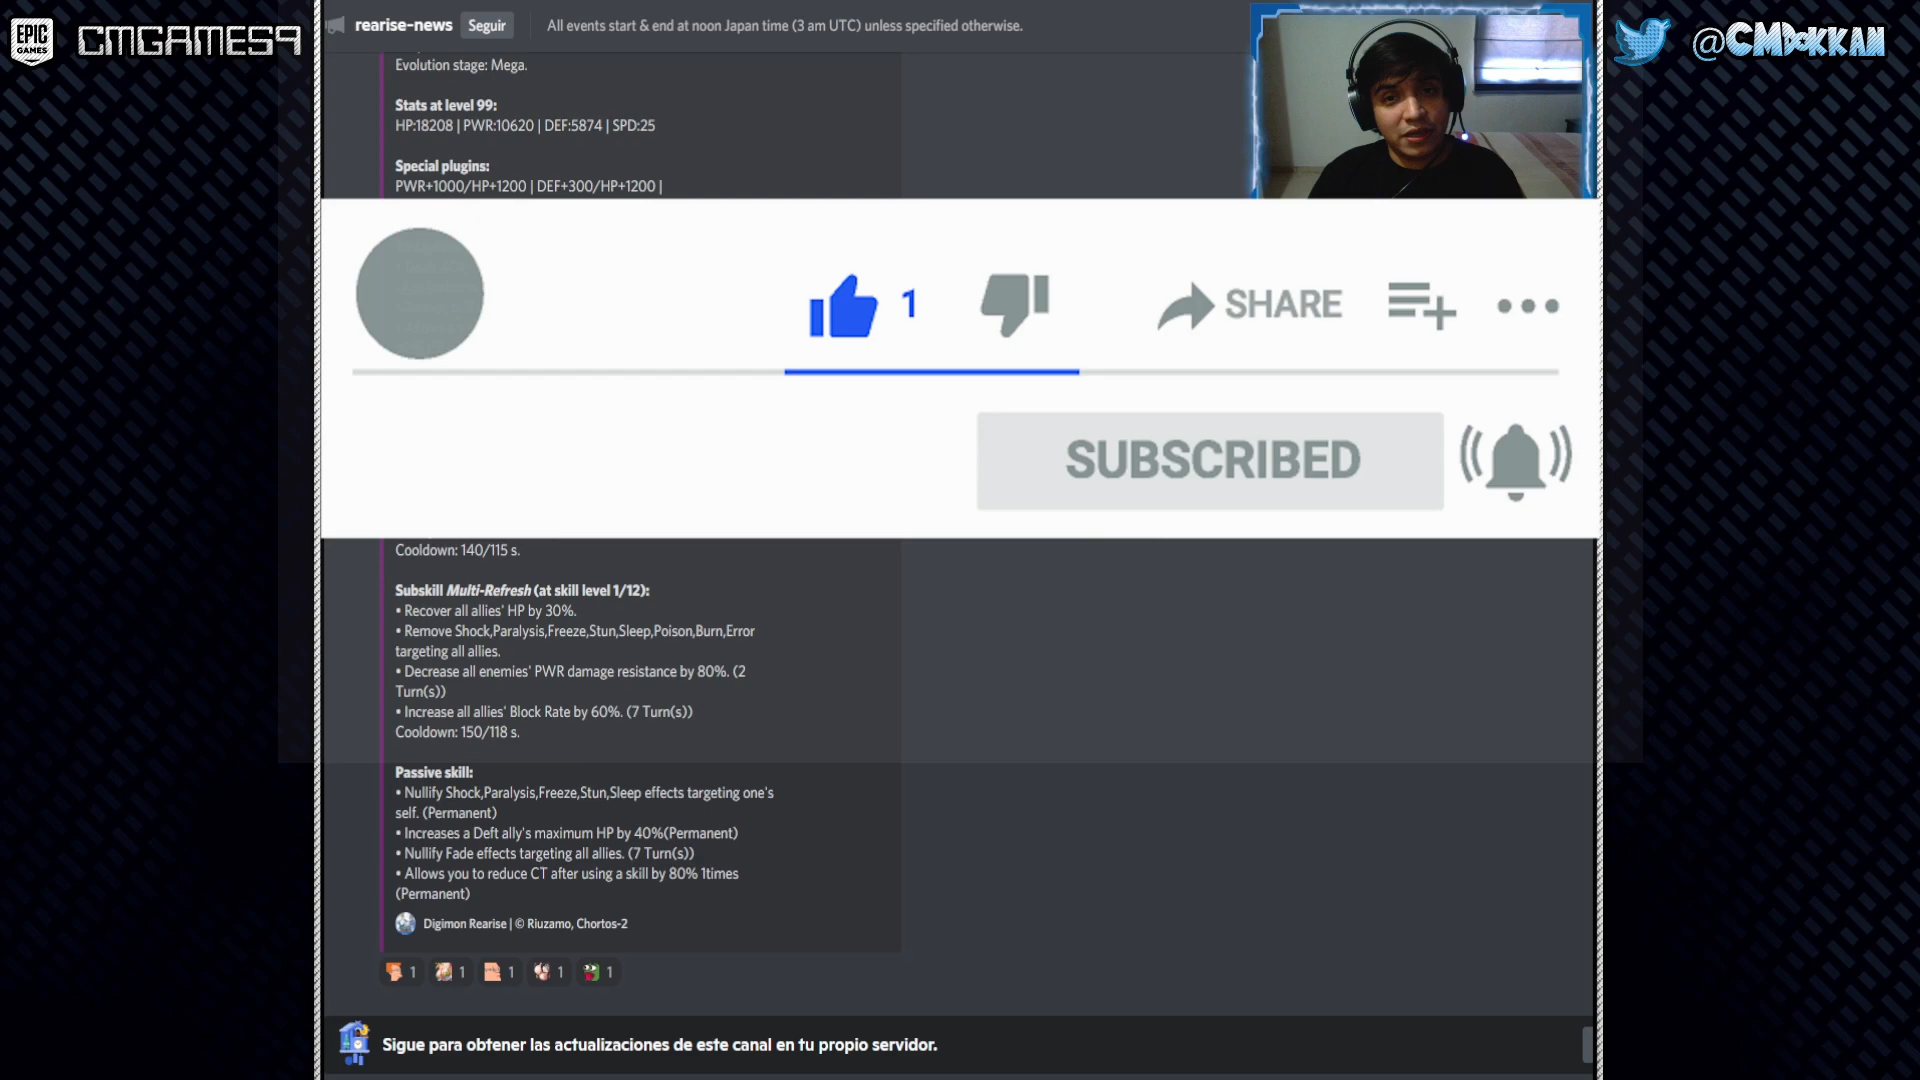 EPIC
GAMES
CMGAMES9
rearise-news
Seguir
All events start & end at noon Japan time (3 am UTC) unless specified otherwise.
@CMDokkan
Evolution stage: Mega.
Stats at level 99:
HP:18208 | PWR:10620 | DEF:5874 | SPD:25
Special plugins:
PWR+1000/HP+1200 | DEF+300/HP+1200 |
1
SHARE
SUBSCRIBED
Cooldown: 140/115 s.
Subskill Multi-Refresh (at skill level 1/12):
• Recover all allies' HP by 30%.
• Remove Shock,Paralysis,Freeze,Stun,Sleep,Poison,Burn,Error
targeting all allies.
• Decrease all enemies' PWR damage resistance by 80%. (2
Turn(s))
• Increase all allies' Block Rate by 60%. (7 Turn(s))
Cooldown: 150/118 s.
Passive skill:
• Nullify Shock,Paralysis,Freeze,Stun,Sleep effects targeting one's
self. (Permanent)
• Increases a Deft ally's maximum HP by 40%(Permanent)
• Nullify Fade effects targeting all allies. (7 Turn(s))
• Allows you to reduce CT after using a skill by 80% 1times
(Permanent)
Digimon Rearise | © Riuzamo, Chortos-2
1 1 1 1 1
Sigue para obtener las actualizaciones de este canal en tu propio servidor.